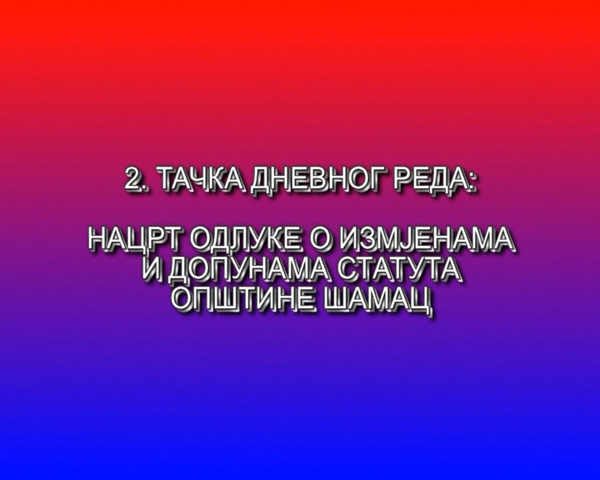 2. ТАЧКА ДНЕВНОГ РЕДА:
НАЦРТ ОДЛУКЕ О ИЗМЈЕНАМА
И ДОПУНАМА СТАТУТА
ОПШТИНЕ ШАМАЦ